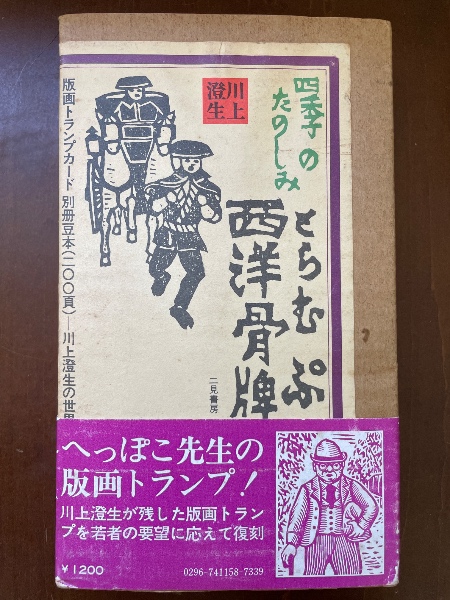 四季の
たのしみ
川上
澄生
とらむぷ
西洋骨牌
二見書房
版画トランプカード 別冊豆本(二〇〇頁)—川上澄生の世界
へっぽこ先生の
版画トランプ!
川上澄生が残した版画トラン
プを若者の要望に応えて復刻
¥1200
0296-741158-7339